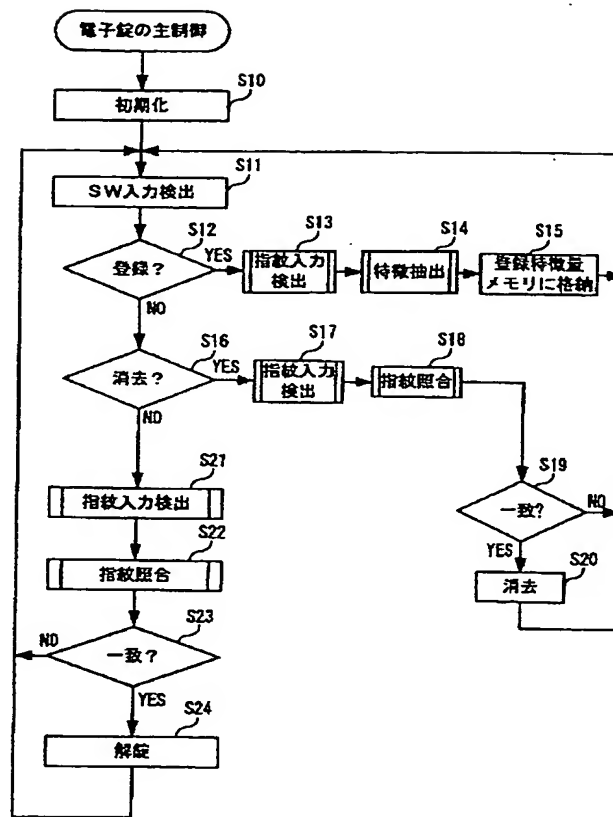 電子錠の主制御
S10
初期化
S11
SW入力検出
S12
登録?
YES
NO
S13
指紋入力
検出
S14
特徴抽出
S15
登録特徴量
メモリに格納
S16
消去?
YES
NO
S17
指紋入力
検出
S18
指紋照合
S19
一致?
NO
YES
S20
消去
S21
指紋入力検出
S22
指紋照合
S23
一致?
NO
YES
S24
解錠